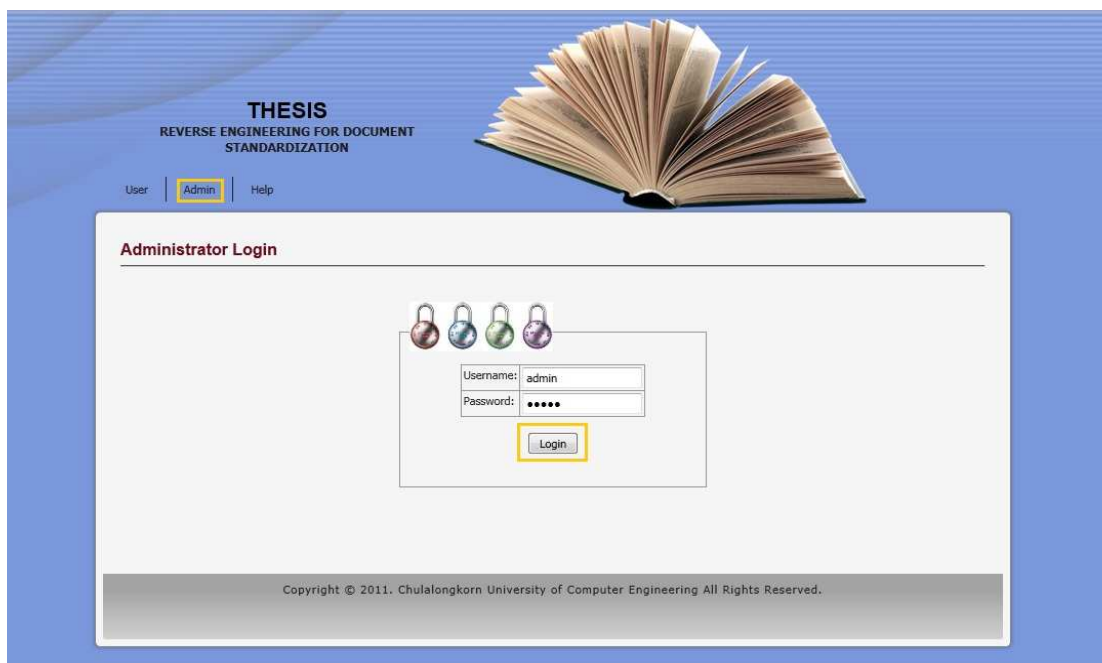 THESIS
REVERSE ENGINEERING FOR DOCUMENT
STANDARDIZATION
User Admin Help
Administrator Login
Username: admin
Password: •••••
Login
Copyright © 2011. Chulalongkorn University of Computer Engineering All Rights Reserved.